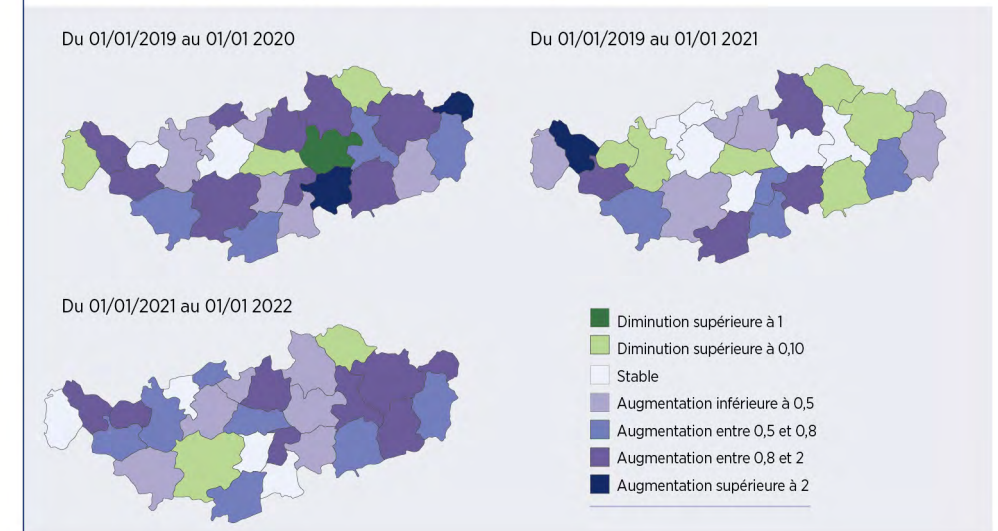 Du 01/01/2019 au 01/01 2020
Du 01/01/2019 au 01/01 2021
Du 01/01/2021 au 01/01 2022
Diminution supérieure à 1
Diminution supérieure à 0,10
Stable
Augmentation inférieure à 0,5
Augmentation entre 0,5 et 0,8
Augmentation entre 0,8 et 2
Augmentation supérieure à 2